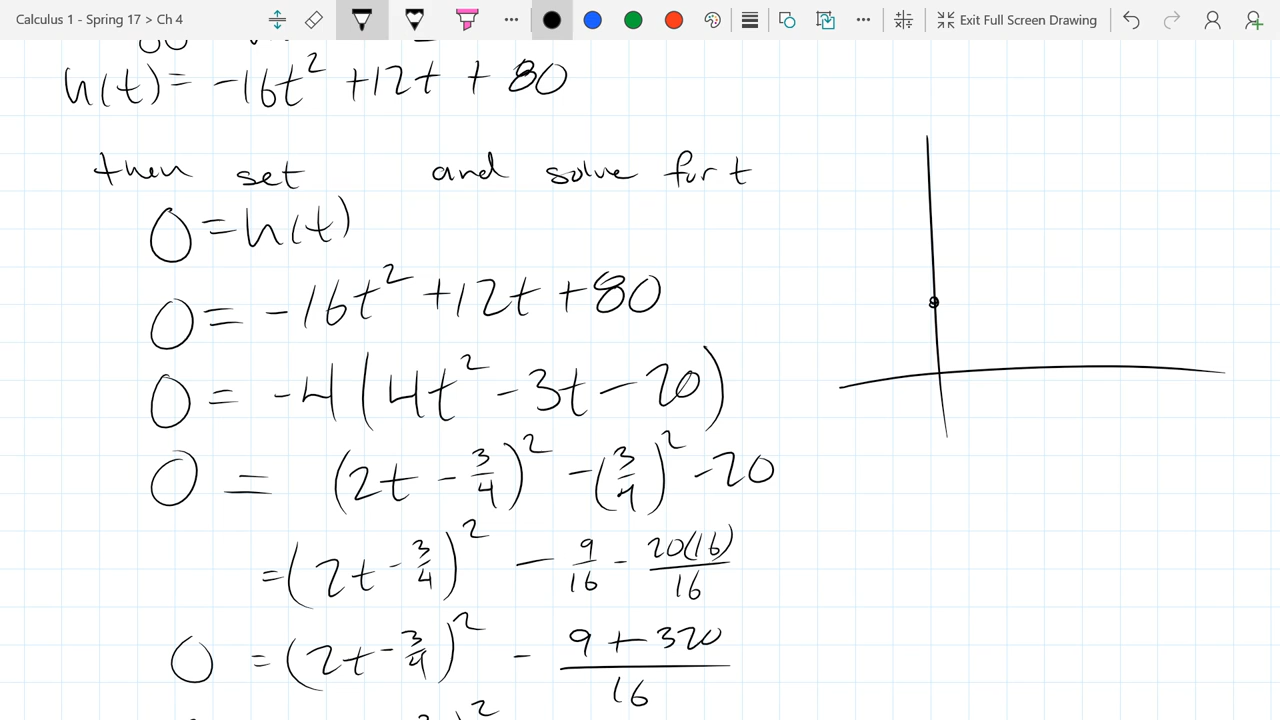 Calculus 1 - Spring 17 > Ch 4
Exit Full Screen Drawing
h(t) = -16t² + 12t + 80
then set and solve for t
0 = h(t)
0 = -16t² + 12t + 80
0 = -4(4t² - 3t - 20)
0 = (2t - 3/4)² - (3/4)² - 20
= (2t - 3/4)² - 9/16 - 20(16)/16
0 = (2t - 3/4)² - (9 + 320)/16